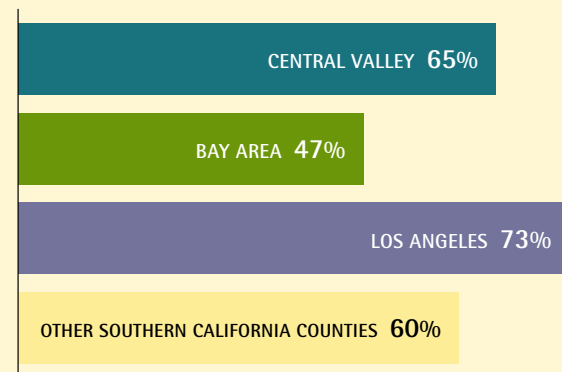 CENTRAL VALLEY 65%
BAY AREA 47%
LOS ANGELES 73%
OTHER SOUTHERN CALIFORNIA COUNTIES 60%